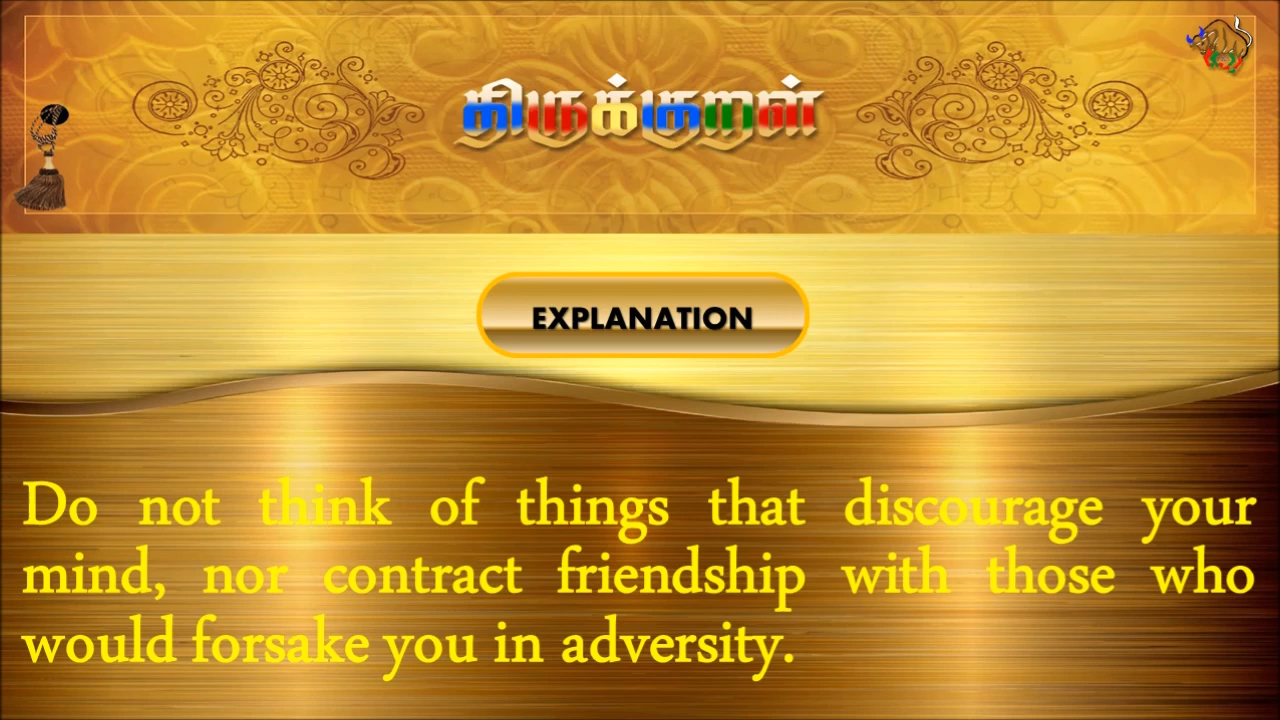 திருக்குறள்
EXPLANATION
Do not think of things that discourage your
mind, nor contract friendship with those who
would forsake you in adversity.